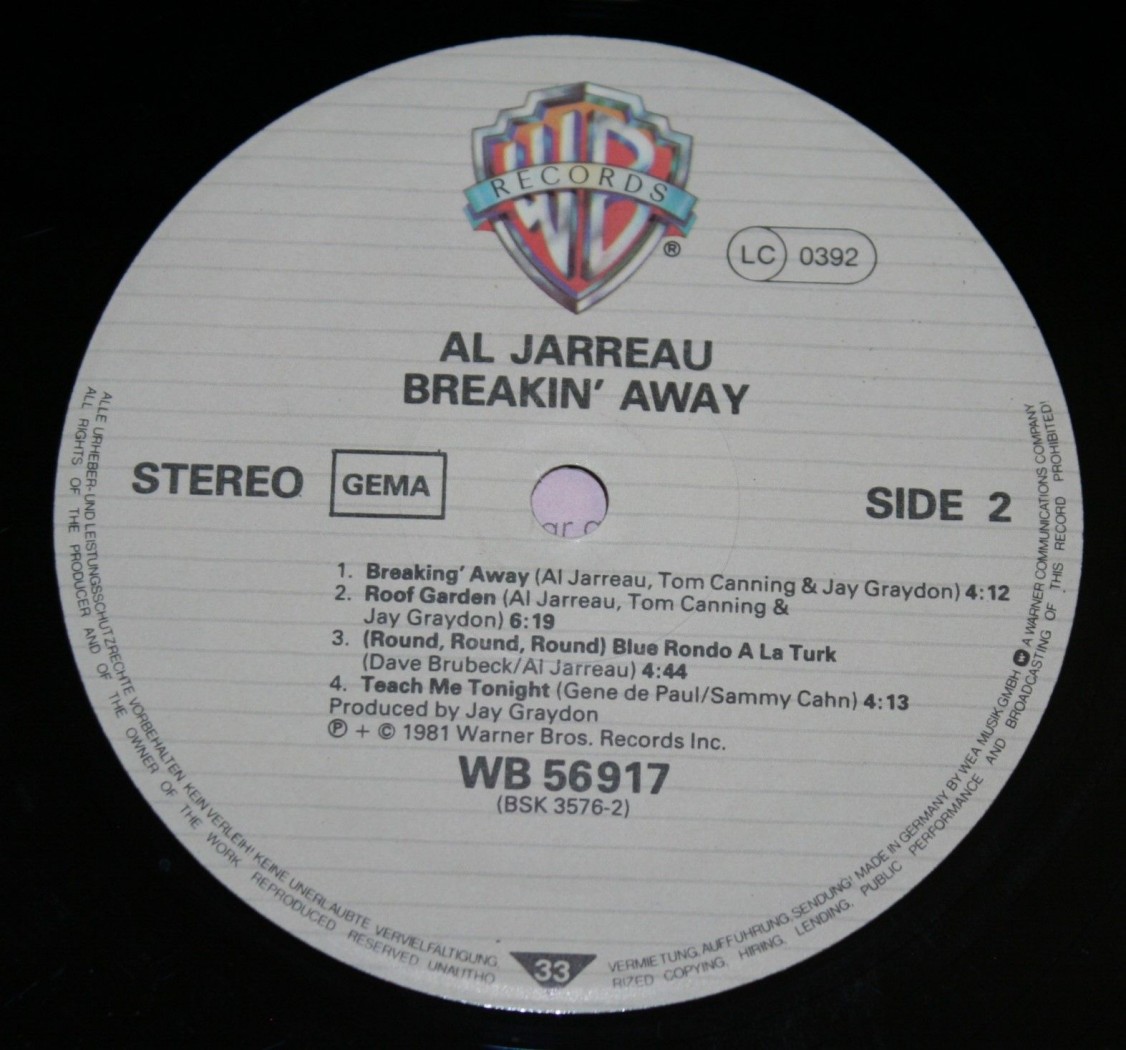 WB
RECORDS
®
LC 0392
AL JARREAU
BREAKIN' AWAY
STEREO GEMA
SIDE 2
1. Breaking' Away (Al Jarreau, Tom Canning & Jay Graydon) 4:12
2. Roof Garden (Al Jarreau, Tom Canning &
Jay Graydon) 6:19
3. (Round, Round, Round) Blue Rondo A La Turk
(Dave Brubeck/Al Jarreau) 4:44
4. Teach Me Tonight (Gene de Paul/Sammy Cahn) 4:13
Produced by Jay Graydon
℗ + © 1981 Warner Bros. Records Inc.
WB 56917
(BSK 3576-2)
33
ALLE URHEBER- UND LEISTUNGSSCHUTZRECHTE VORBEHALTEN KEIN VERLEIH! KEINE UNERLAUBTE VERVIELFÄLTIGUNG, VERMIETUNG, AUFFÜHRUNG, SENDUNG! MADE IN GERMANY BY WEA MUSIK GMBH A WARNER COMMUNICATIONS COMPANY
ALL RIGHTS OF THE PRODUCER AND OF THE OWNER OF THE WORK REPRODUCED RESERVED UNAUTHORIZED COPYING, HIRING, LENDING, PUBLIC PERFORMANCE AND BROADCASTING OF THIS RECORD PROHIBITED!